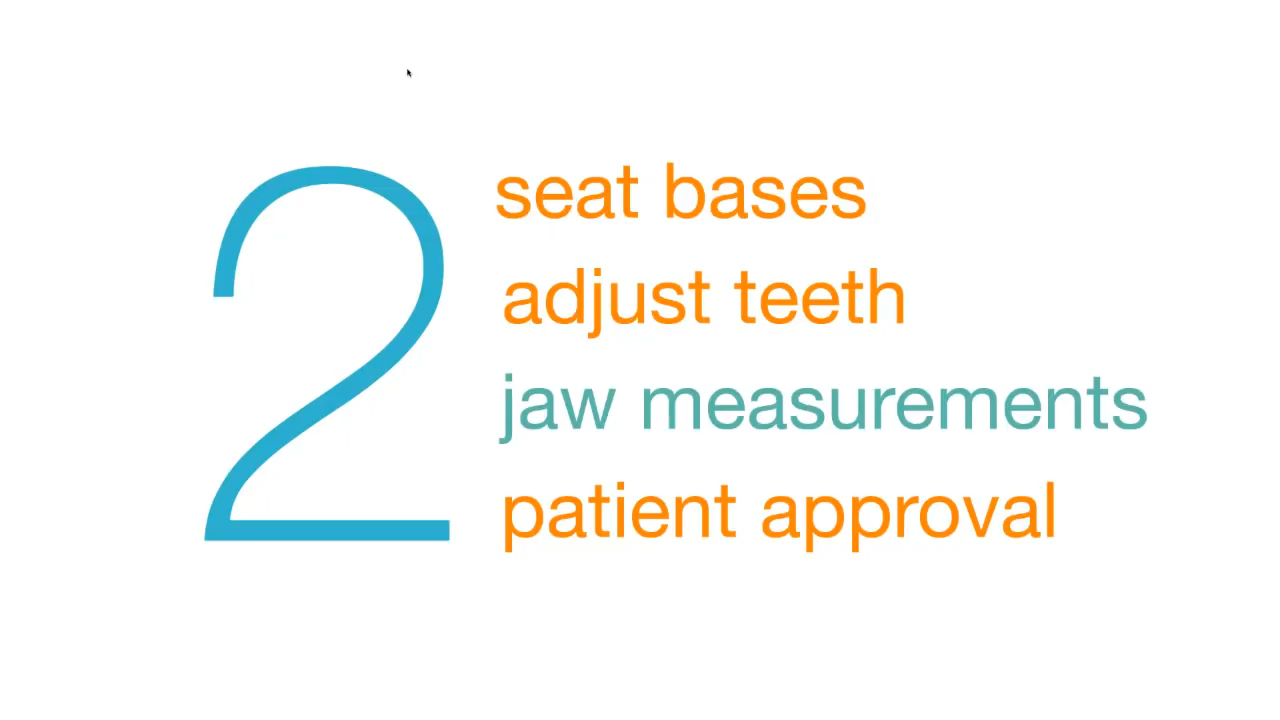 2
seat bases
adjust teeth
jaw measurements
patient approval